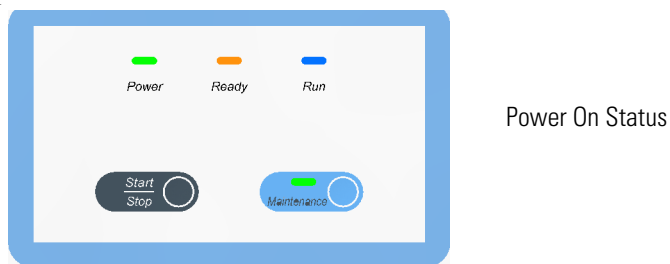 Power Ready Run
Power On Status
Start
Stop
Maintenance